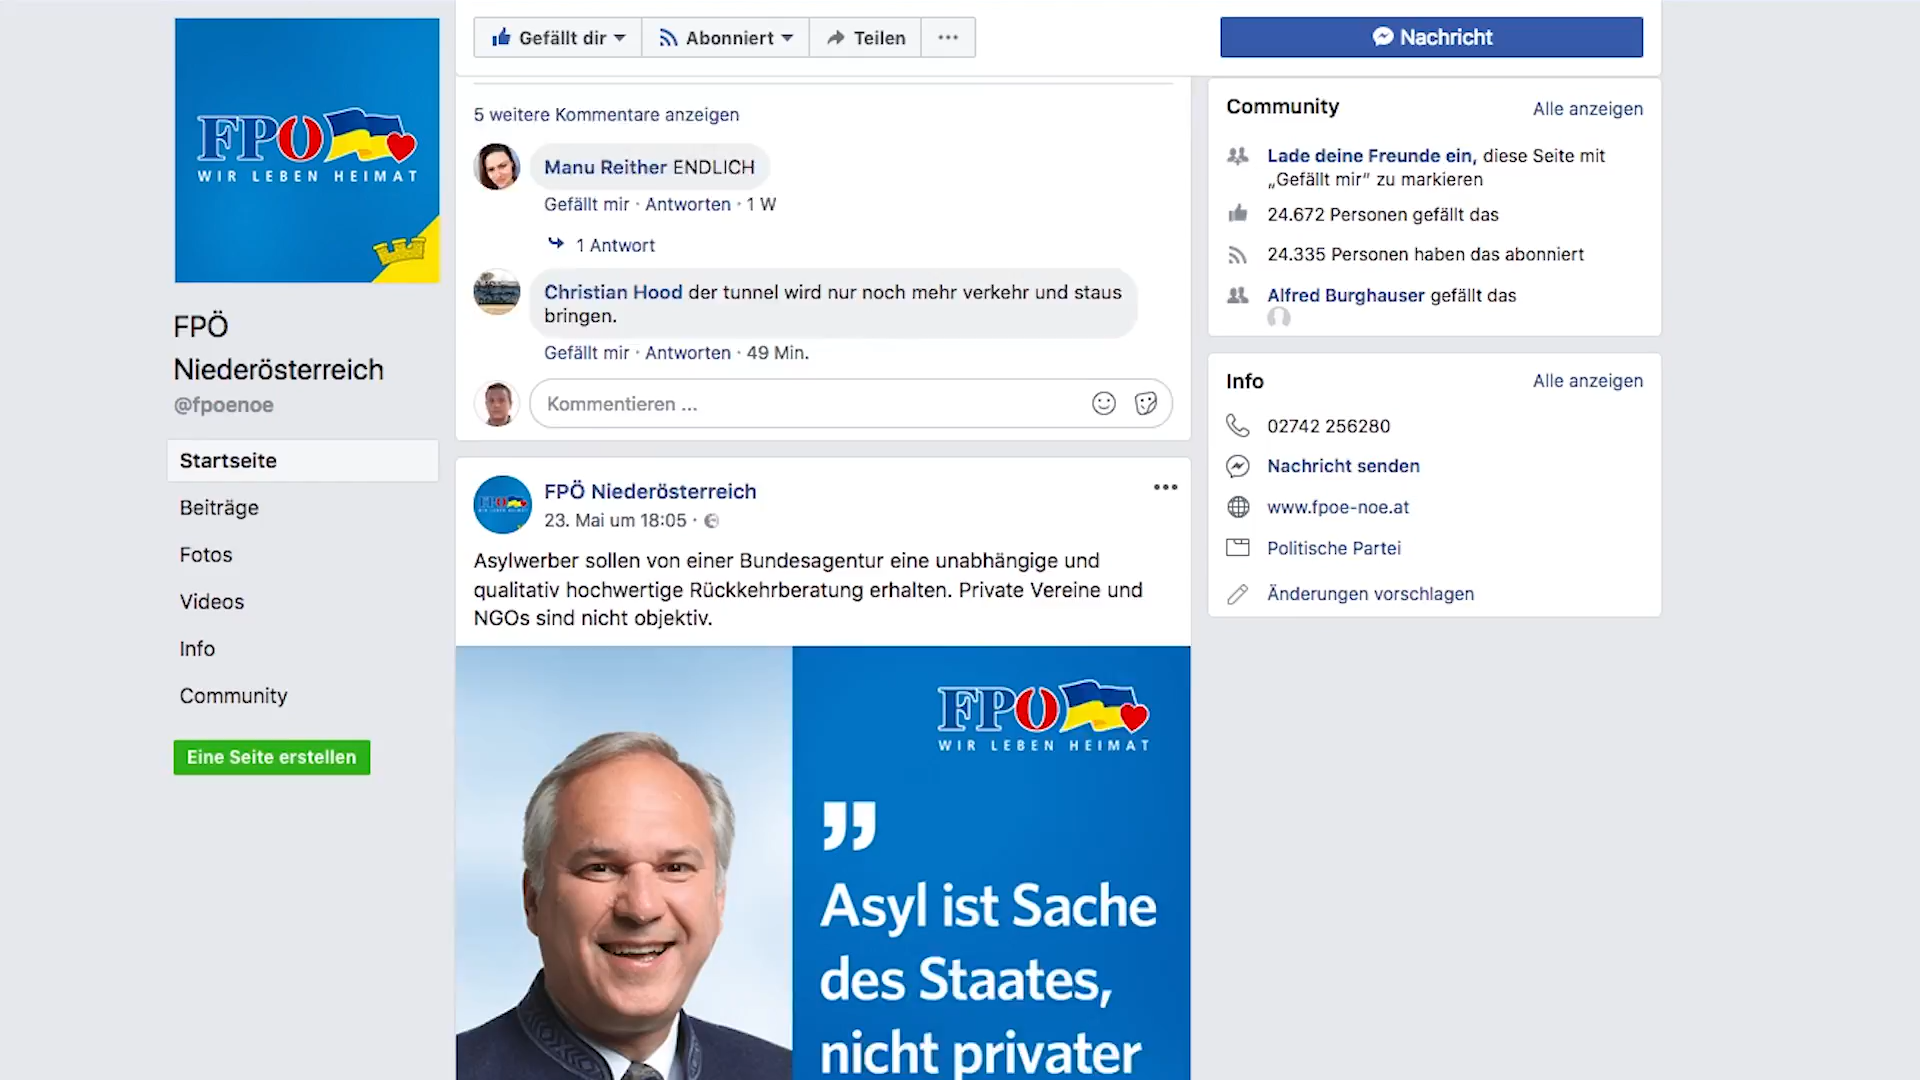 FPÖ
WIR LEBEN HEIMAT
FPÖ
Niederösterreich
@fpoenoe
Startseite
Beiträge
Fotos
Videos
Info
Community
Eine Seite erstellen
Gefällt dir
Abonniert
Teilen
Nachricht
5 weitere Kommentare anzeigen
Manu Reither ENDLICH
Gefällt mir · Antworten · 1 W
1 Antwort
Christian Hood der tunnel wird nur noch mehr verkehr und staus
bringen.
Gefällt mir · Antworten · 49 Min.
Kommentieren ...
FPÖ Niederösterreich
23. Mai um 18:05 ·
Asylwerber sollen von einer Bundesagentur eine unabhängige und
qualitativ hochwertige Rückkehrberatung erhalten. Private Vereine und
NGOs sind nicht objektiv.
FPÖ
WIR LEBEN HEIMAT
"
Asyl ist Sache
des Staates,
nicht privater
Community
Alle anzeigen
Lade deine Freunde ein, diese Seite mit
„Gefällt mir“ zu markieren
24.672 Personen gefällt das
24.335 Personen haben das abonniert
Alfred Burghauser gefällt das
Info
Alle anzeigen
02742 256280
Nachricht senden
www.fpoe-noe.at
Politische Partei
Änderungen vorschlagen